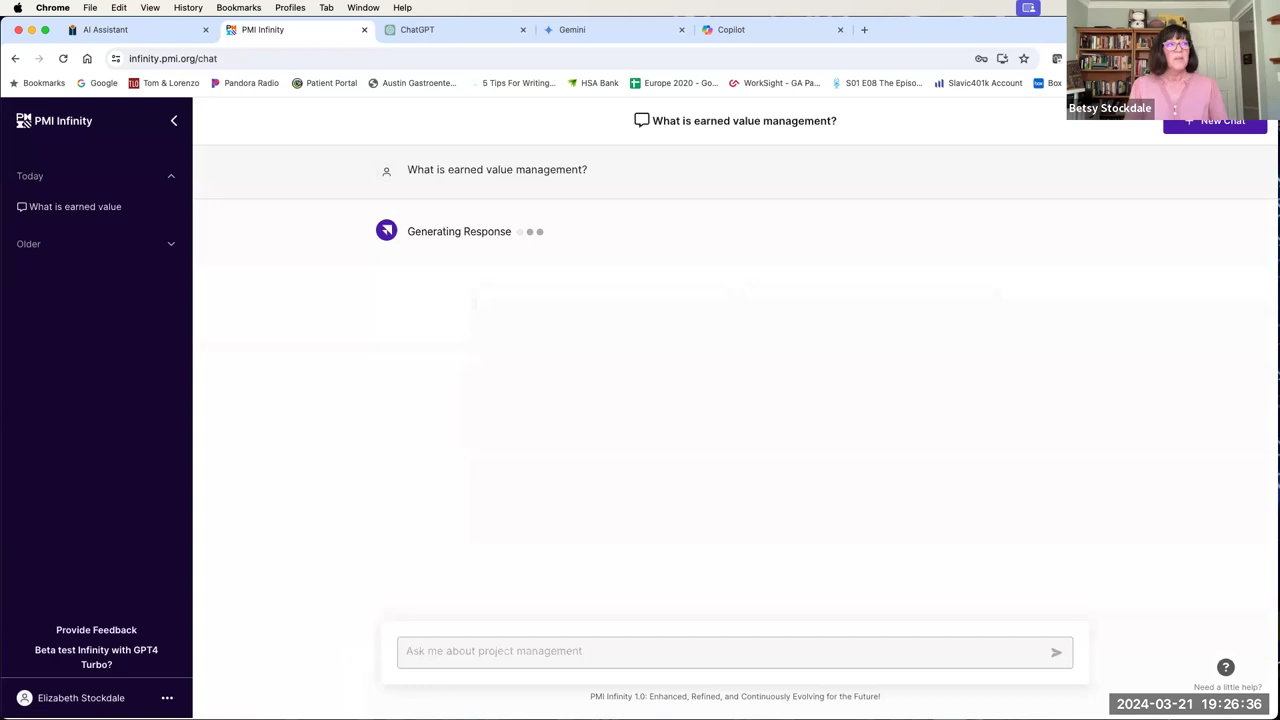 Chrome File Edit View History Bookmarks Profiles Tab Window Help
AI Assistant PMI Infinity ChatGPT Gemini Copilot
infinity.pmi.org/chat
Bookmarks Google Tom & Lorenzo Pandora Radio Patient Portal Austin Gastroente... 5 Tips For Writing... HSA Bank Europe 2020 - Go... WorkSight - GA Pa... S01 E08 The Episo... Slavic401k Account Box
Betsy Stockdale
PMI Infinity
What is earned value management?
New Chat
What is earned value management?
Today
What is earned value
Generating Response
Older
Provide Feedback
Beta test Infinity with GPT4
Turbo?
Ask me about project management
Need a little help?
Elizabeth Stockdale
PMI Infinity 1.0: Enhanced, Refined, and Continuously Evolving for the Future!
2024-03-21 19:26:36